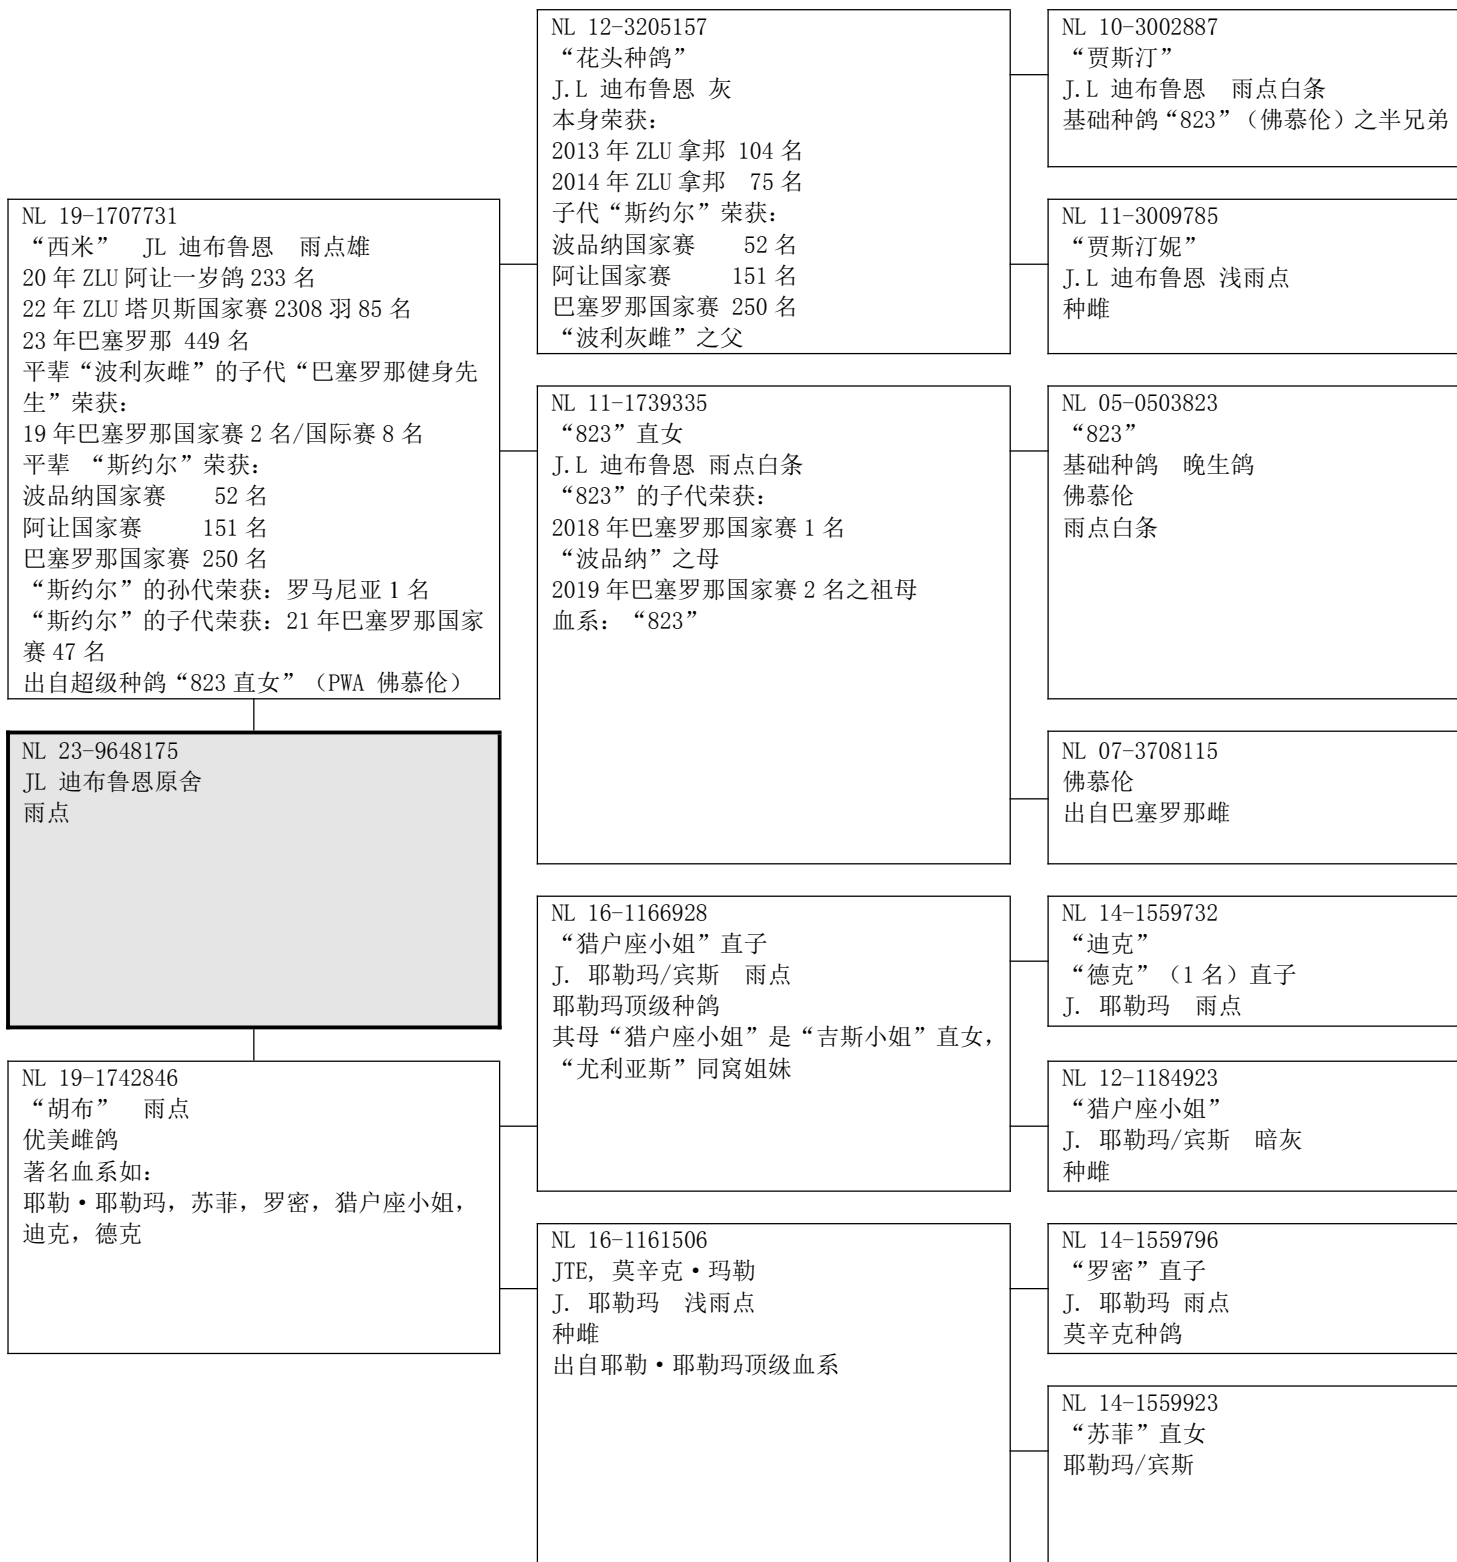 NL 12-3205157
“花头种鸽”
J.L 迪布鲁恩 灰
本身荣获：
2013 年 ZLU 拿邦 104 名
2014 年 ZLU 拿邦 75 名
子代“斯约尔”荣获：
波品纳国家赛 52 名
阿让国家赛 151 名
巴塞罗那国家赛 250 名
“波利灰雌”之父
NL 10-3002887
“贾斯汀”
J.L 迪布鲁恩 雨点白条
基础种鸽“823”（佛慕伦）之半兄弟
NL 11-3009785
“贾斯汀妮”
J.L 迪布鲁恩 浅雨点
种雌
NL 19-1707731
“西米” JL 迪布鲁恩 雨点雄
20 年 ZLU 阿让一岁鸽 233 名
22 年 ZLU 塔贝斯国家赛 2308 羽 85 名
23 年巴塞罗那 449 名
平辈“波利灰雌”的子代“巴塞罗那健身先
生”荣获：
19 年巴塞罗那国家赛 2 名/国际赛 8 名
平辈 “斯约尔”荣获：
波品纳国家赛 52 名
阿让国家赛 151 名
巴塞罗那国家赛 250 名
“斯约尔”的孙代荣获：罗马尼亚 1 名
“斯约尔”的子代荣获：21 年巴塞罗那国家
赛 47 名
出自超级种鸽“823 直女”（PWA 佛慕伦）
NL 11-1739335
“823”直女
J.L 迪布鲁恩 雨点白条
“823”的子代荣获：
2018 年巴塞罗那国家赛 1 名
“波品纳”之母
2019 年巴塞罗那国家赛 2 名之祖母
血系：“823”
NL 05-0503823
“823”
基础种鸽 晚生鸽
佛慕伦
雨点白条
NL 07-3708115
佛慕伦
出自巴塞罗那雌
NL 23-9648175
JL 迪布鲁恩原舍
雨点
NL 16-1166928
“猎户座小姐”直子
J. 耶勒玛/宾斯 雨点
耶勒玛顶级种鸽
其母“猎户座小姐”是“吉斯小姐”直女，
“尤利亚斯”同窝姐妹
NL 14-1559732
“迪克”
“德克”（1 名）直子
J. 耶勒玛 雨点
NL 12-1184923
“猎户座小姐”
J. 耶勒玛/宾斯 暗灰
种雌
NL 19-1742846
“胡布” 雨点
优美雌鸽
著名血系如：
耶勒•耶勒玛，苏菲，罗密，猎户座小姐，
迪克，德克
NL 16-1161506
JTE, 莫辛克•玛勒
J. 耶勒玛 浅雨点
种雌
出自耶勒•耶勒玛顶级血系
NL 14-1559796
“罗密”直子
J. 耶勒玛 雨点
莫辛克种鸽
NL 14-1559923
“苏菲”直女
耶勒玛/宾斯